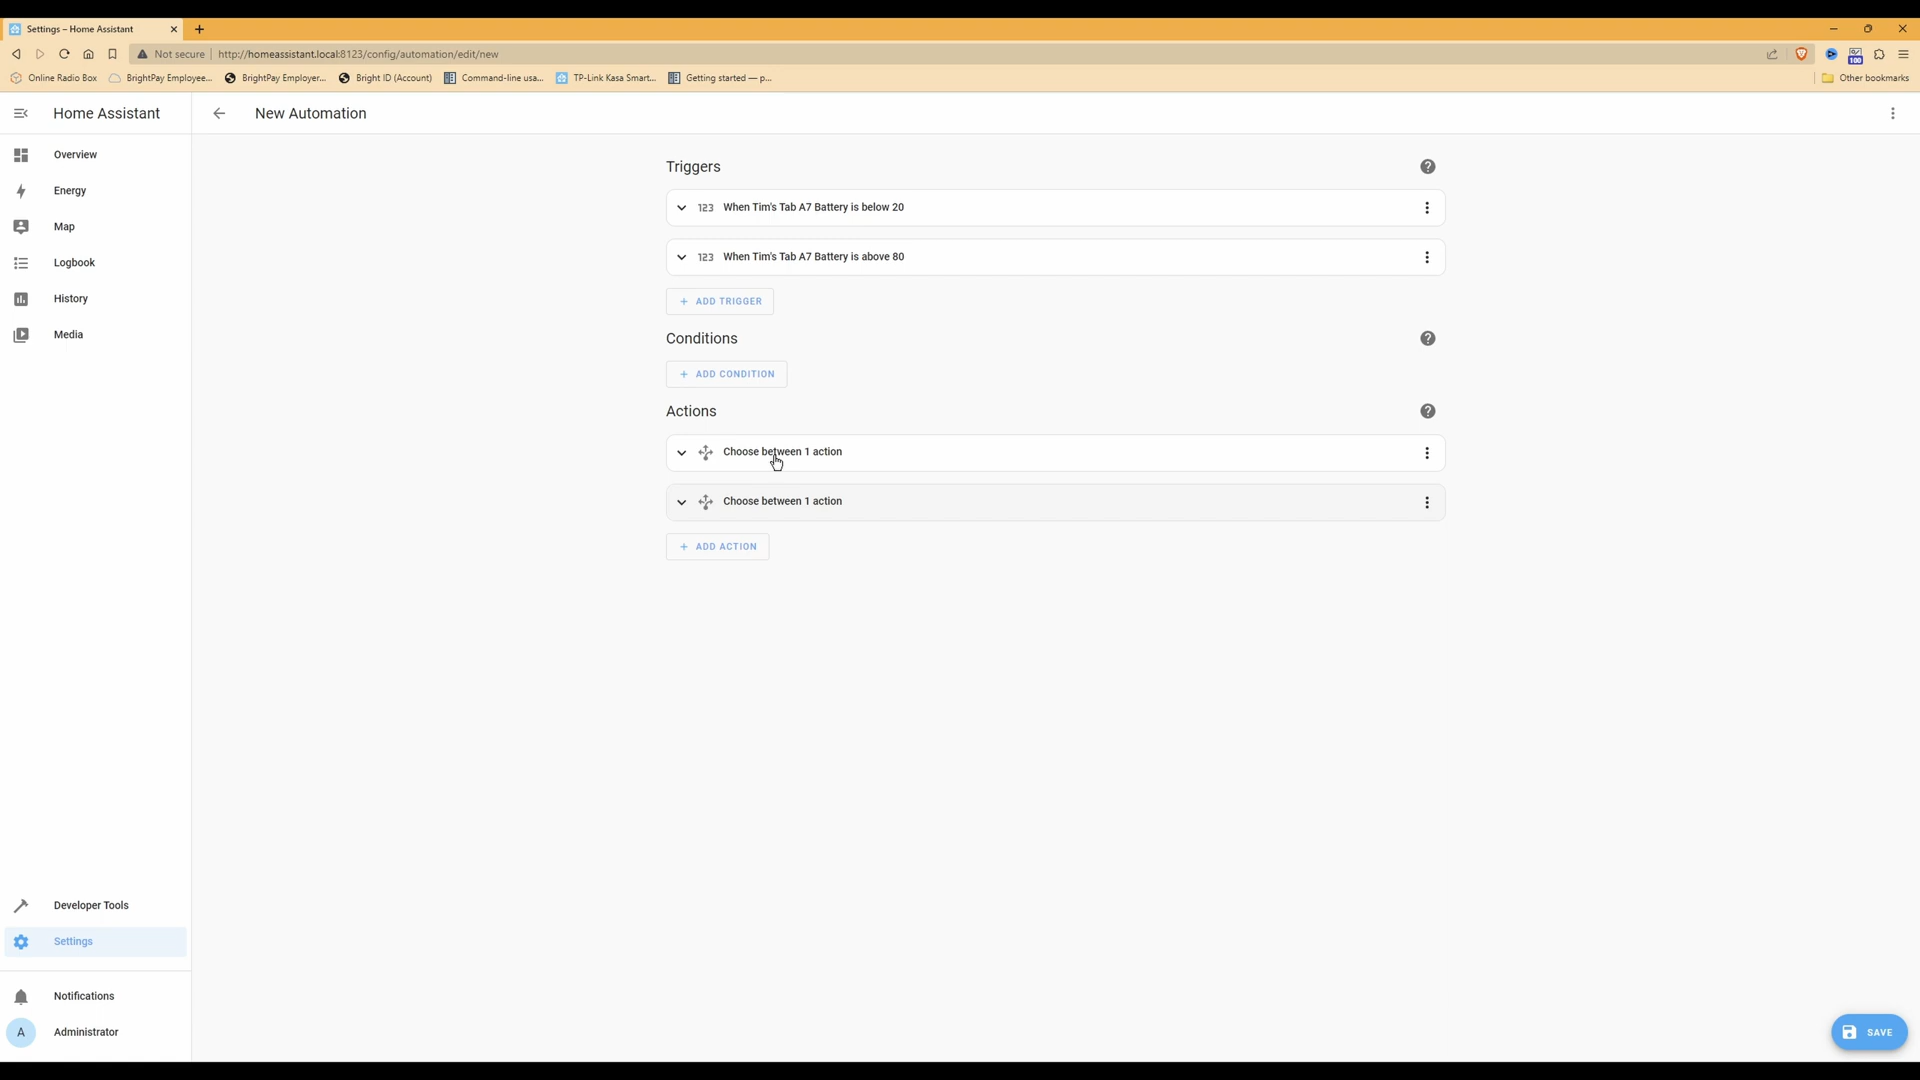 Settings – Home Assistant
Not secure
http://homeassistant.local:8123/config/automation/edit/new
Online Radio Box
BrightPay Employee...
BrightPay Employer...
Bright ID (Account)
Command-line usa...
TP-Link Kasa Smart...
Getting started — p...
100
Other bookmarks
Home Assistant
New Automation
Overview
Energy
Map
Logbook
History
Media
Triggers
?
123 When Tim's Tab A7 Battery is below 20
123 When Tim's Tab A7 Battery is above 80
+ ADD TRIGGER
Conditions
?
+ ADD CONDITION
Actions
?
Choose between 1 action
Choose between 1 action
+ ADD ACTION
Developer Tools
Settings
Notifications
A Administrator
SAVE